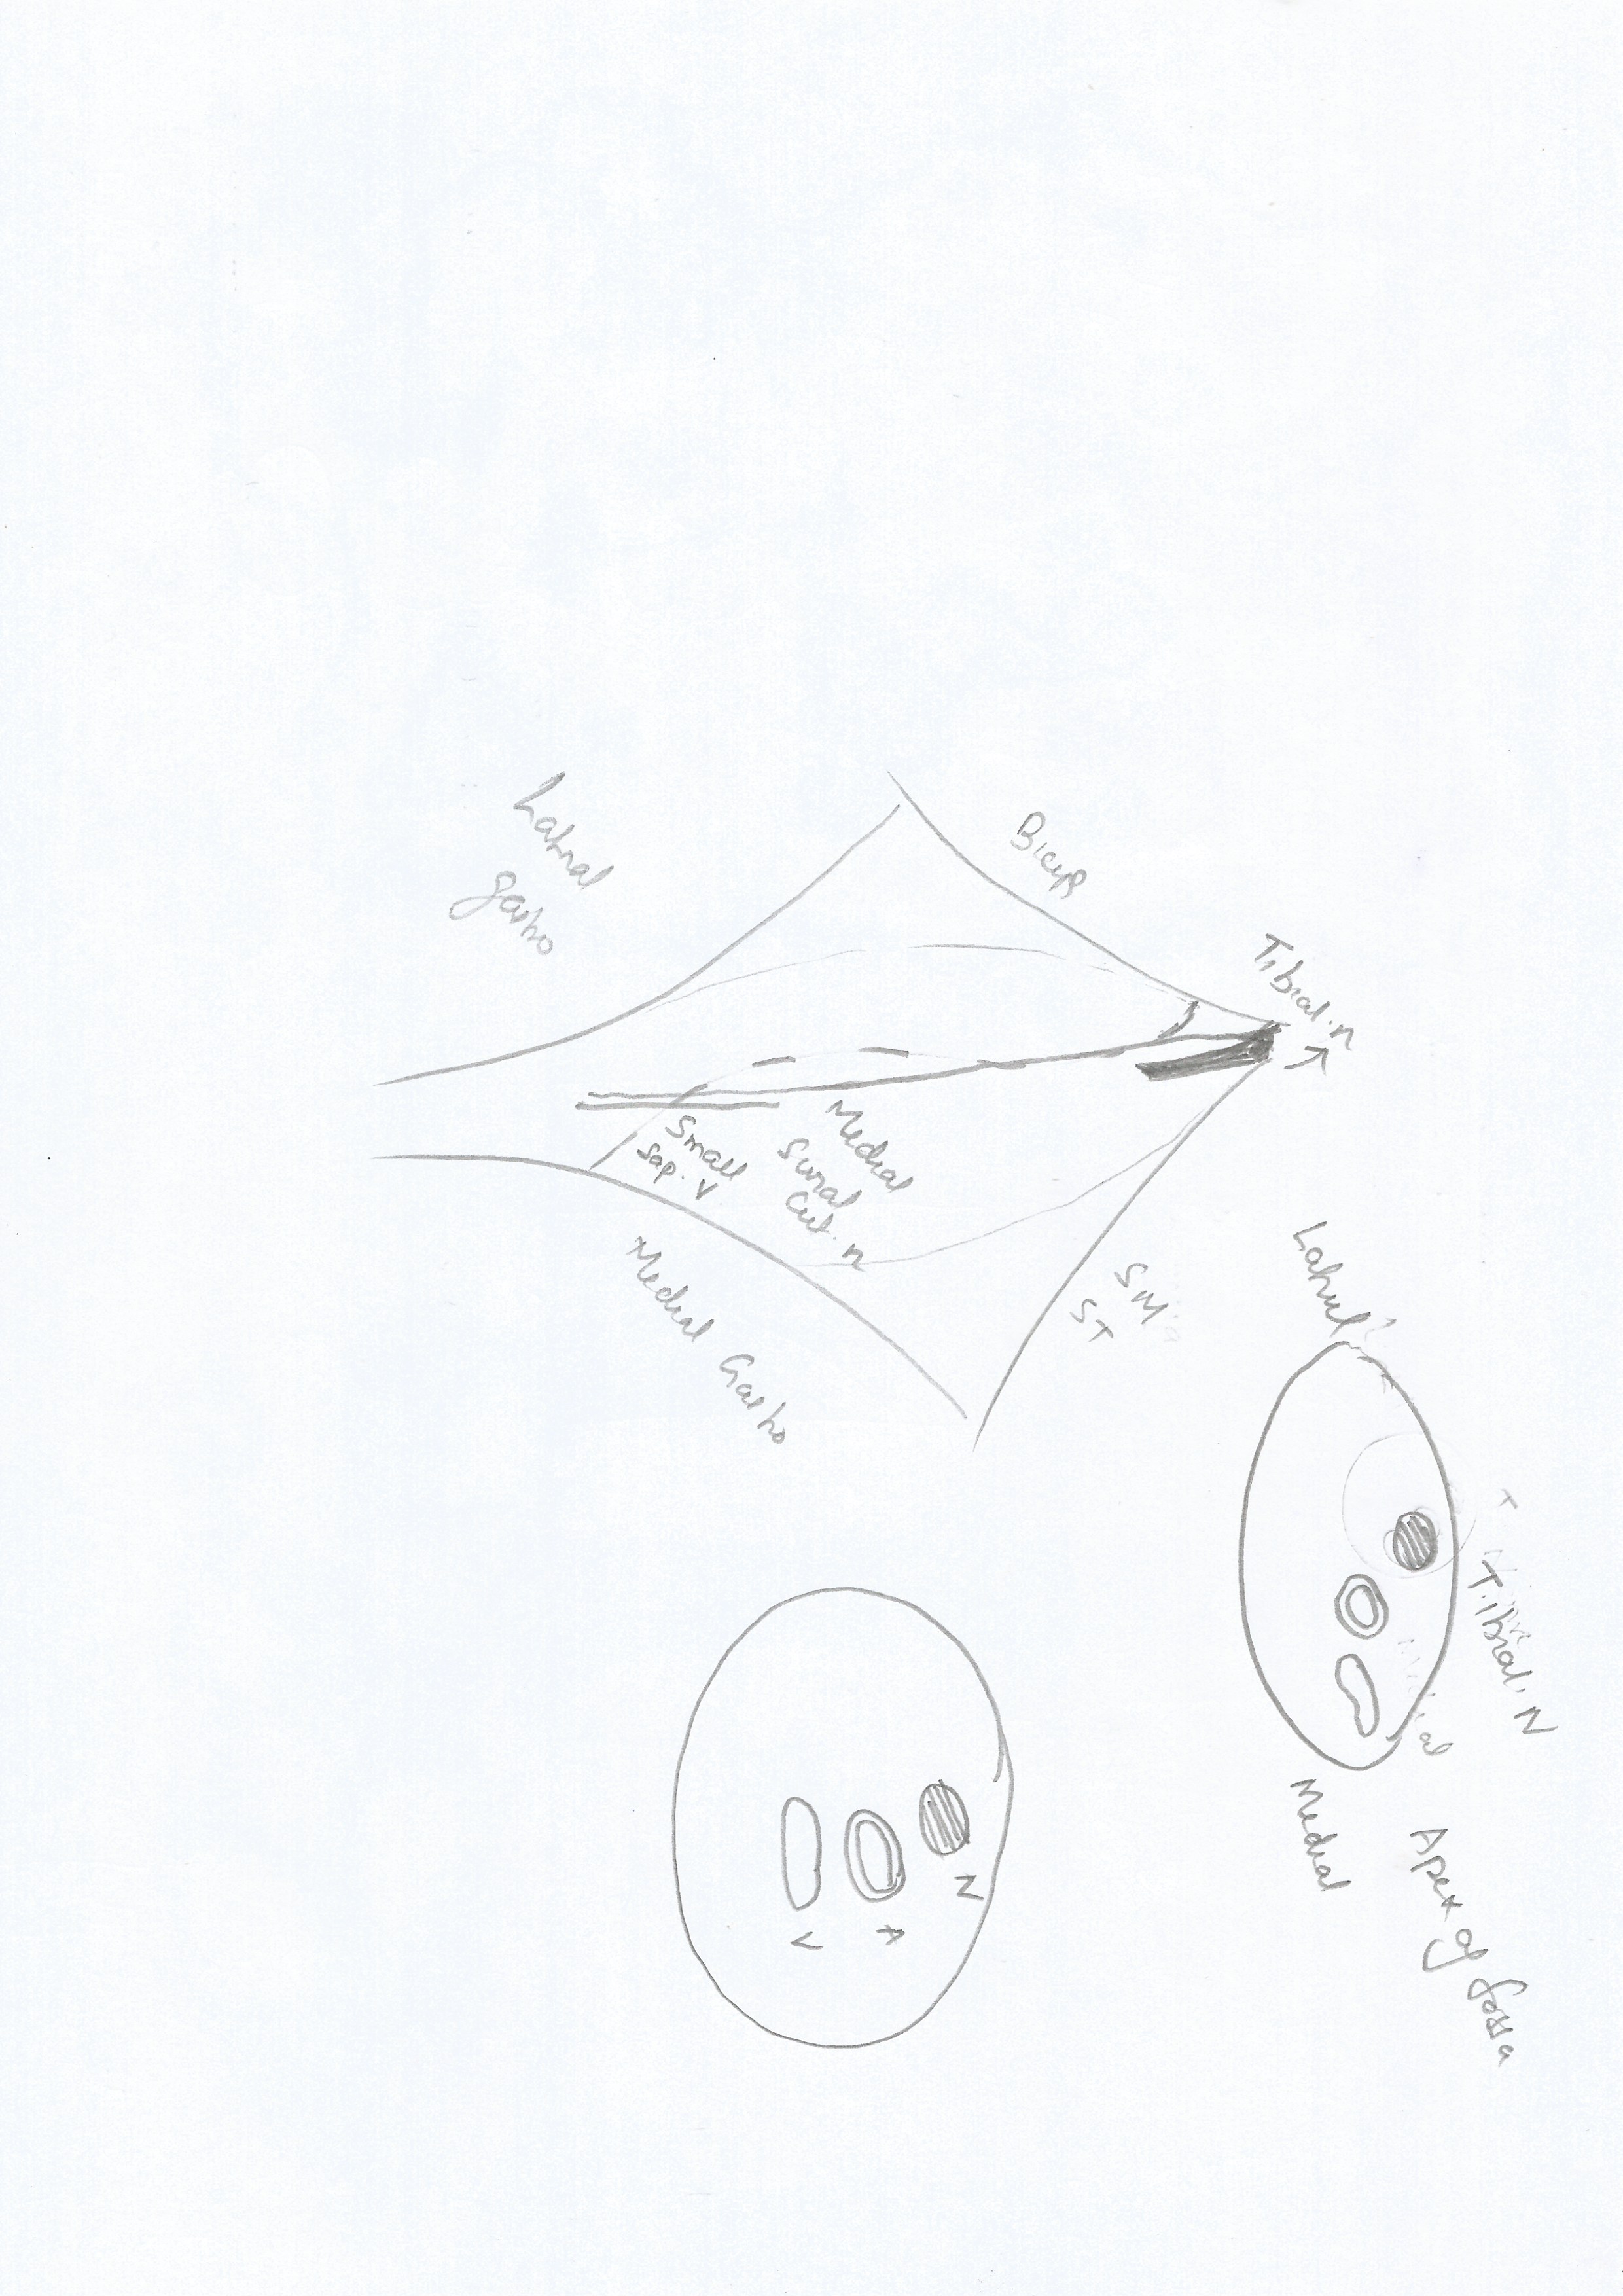 Tibial. N
Apex of fossa
Lateral
Medial
Tibial. n
SM
ST
Biceps
N
A
V
Medial
Sural
Cut. n
Small
Sap. V
Medial Gastro
Lateral
gastro